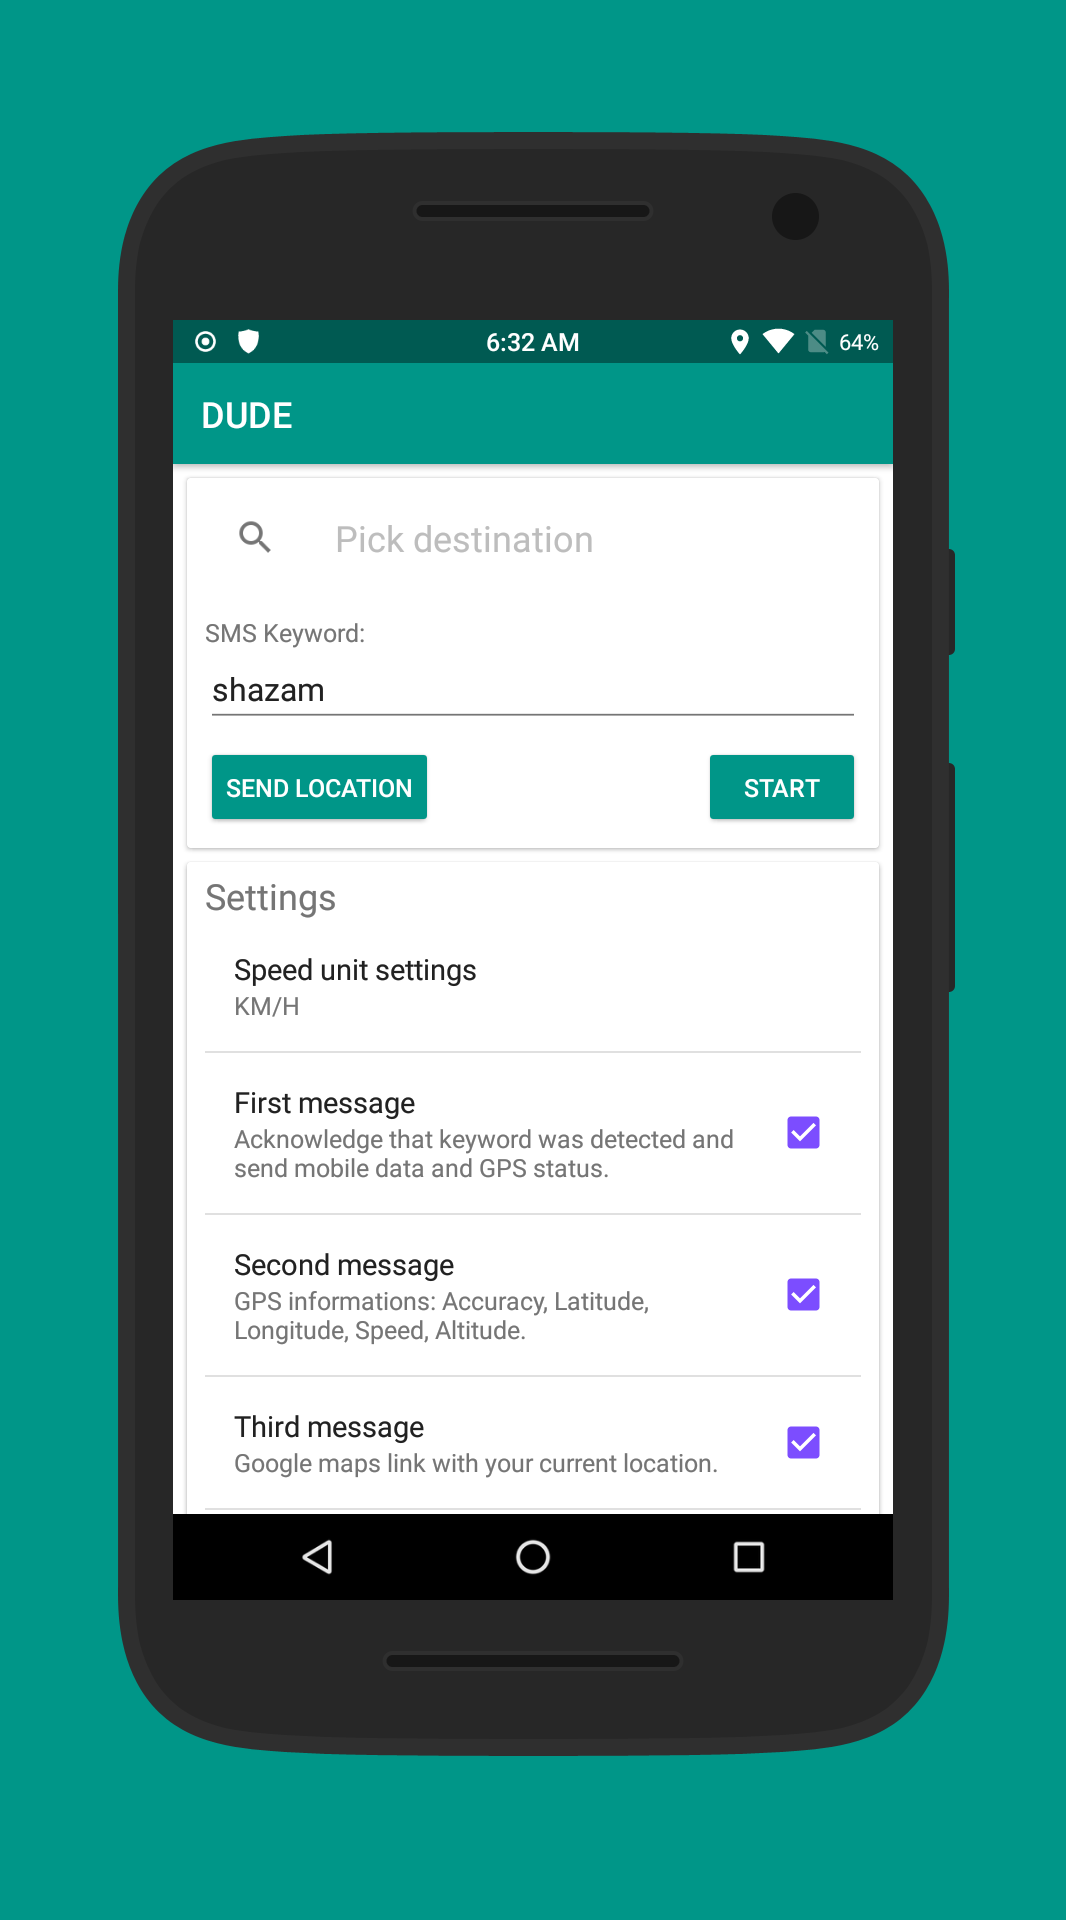 6:32 AM 64%
DUDE
Pick destination
SMS Keyword:
shazam
SEND LOCATION START
Settings
Speed unit settings
KM/H
First message
Acknowledge that keyword was detected and
send mobile data and GPS status.
Second message
GPS informations: Accuracy, Latitude,
Longitude, Speed, Altitude.
Third message
Google maps link with your current location.